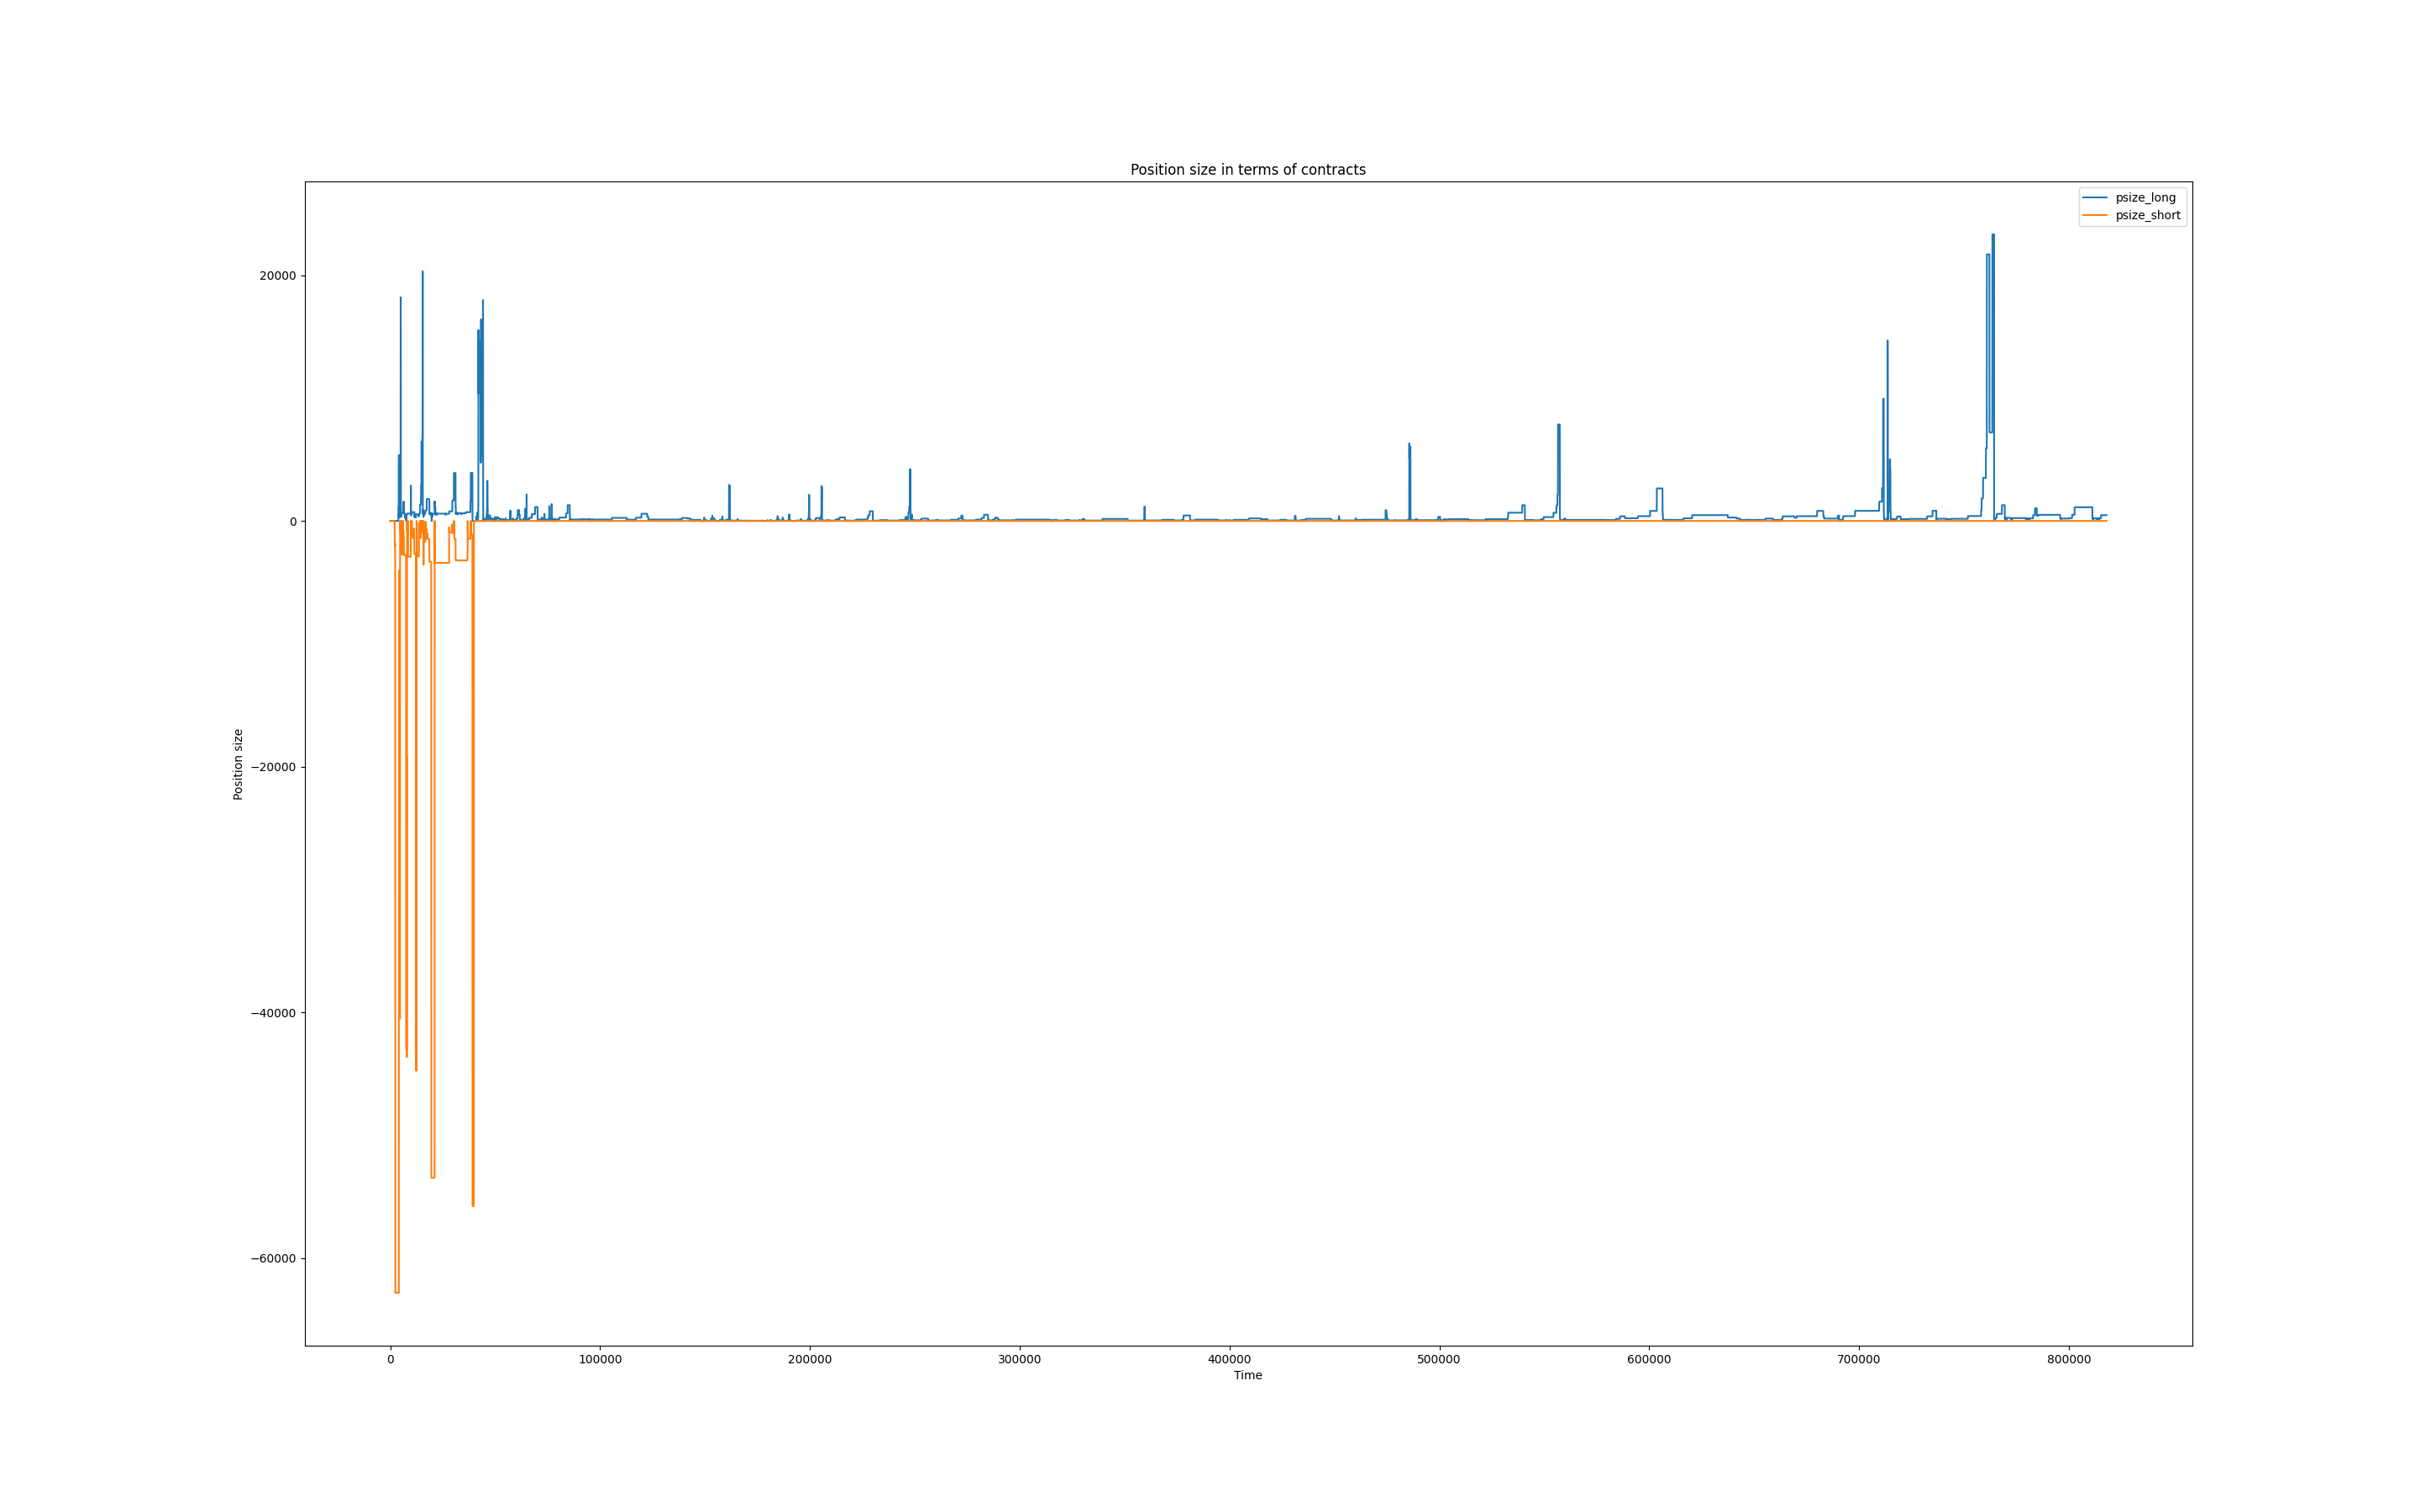 Position size in terms of contracts
psize_long
psize_short
20000
0
−20000
−40000
−60000
Position size
0
100000
200000
300000
400000
500000
600000
700000
800000
Time